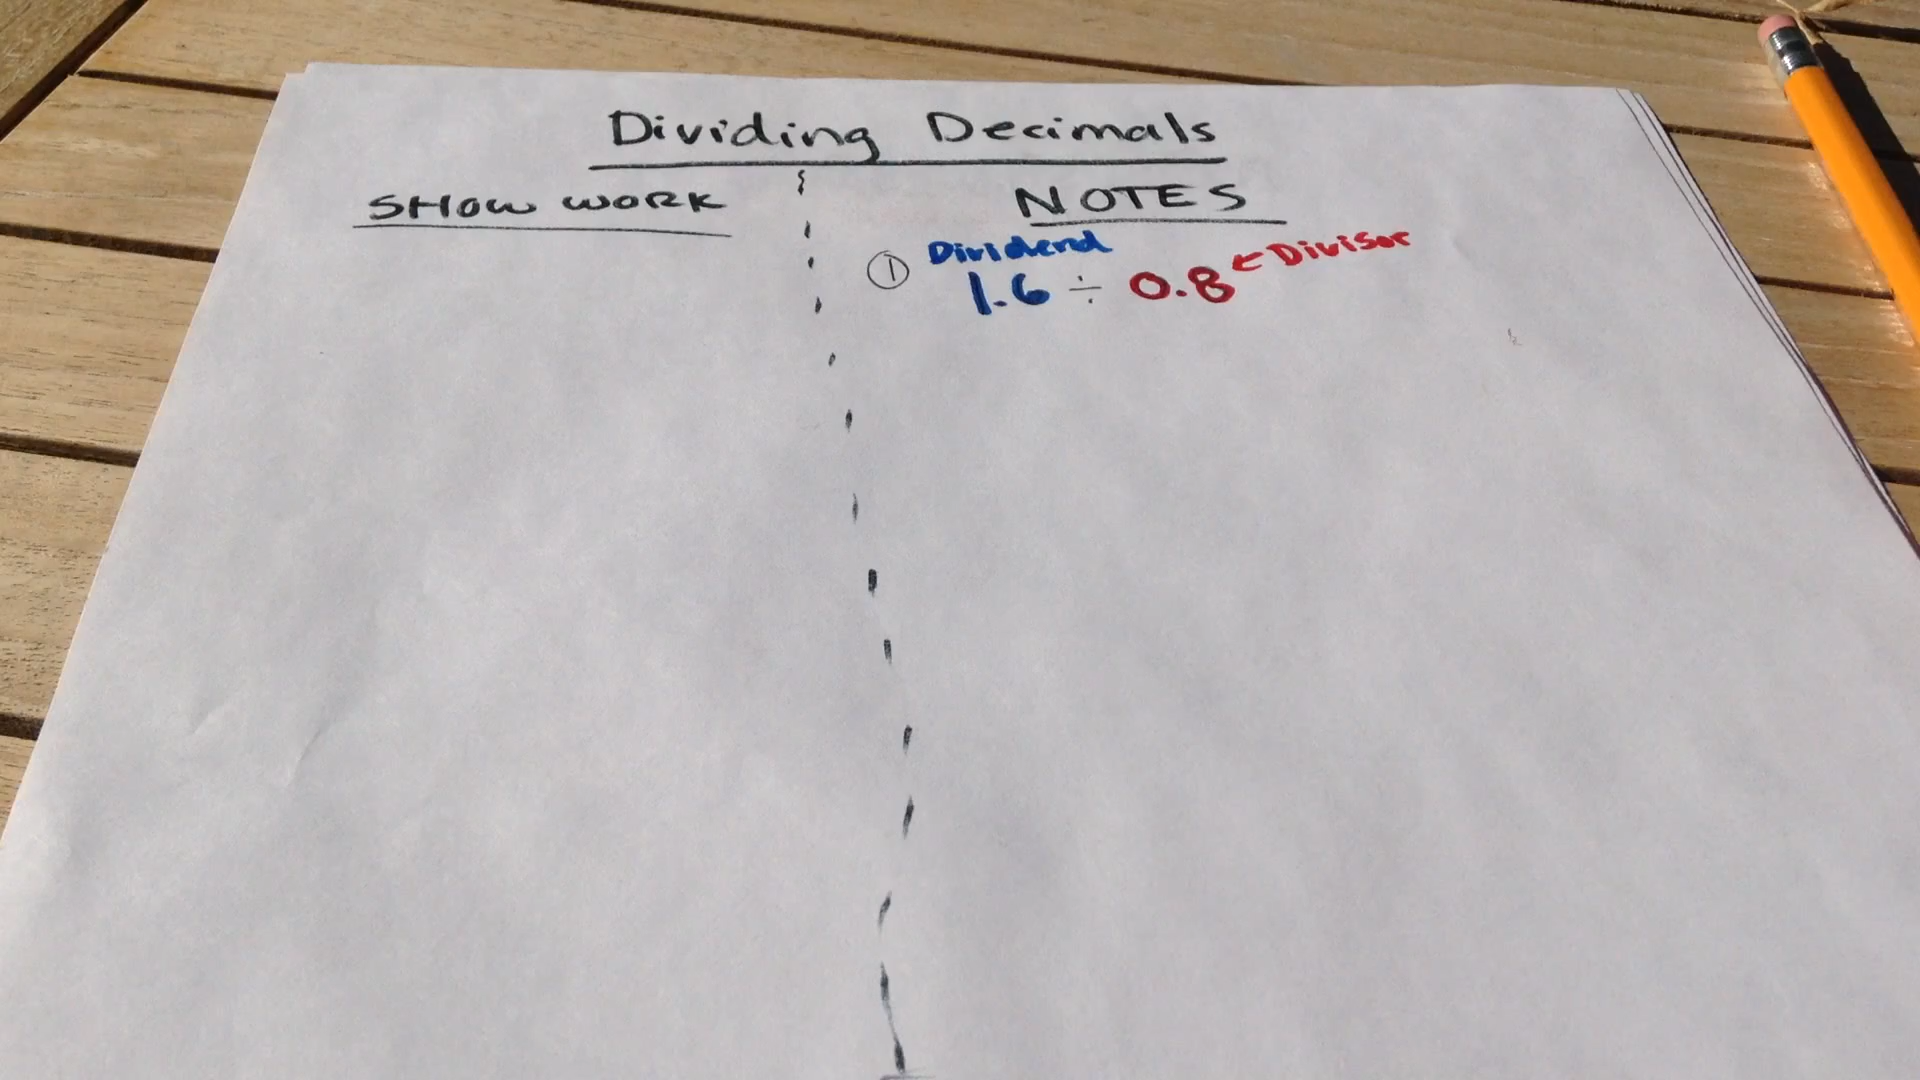 Dividing Decimals
SHOW WORK
NOTES
① Dividend
1.6 ÷ 0.8 ← Divisor